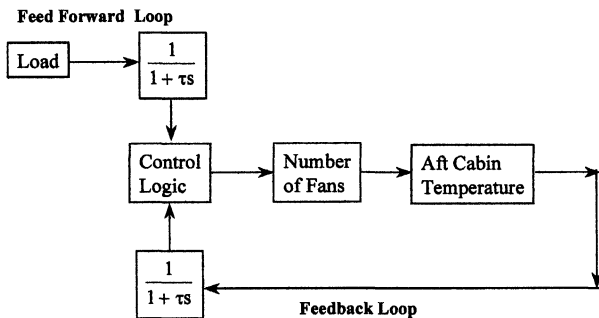 Feed Forward Loop
Load
1
1 + τs
Control
Logic
Number
of Fans
Aft Cabin
Temperature
1
1 + τs
Feedback Loop